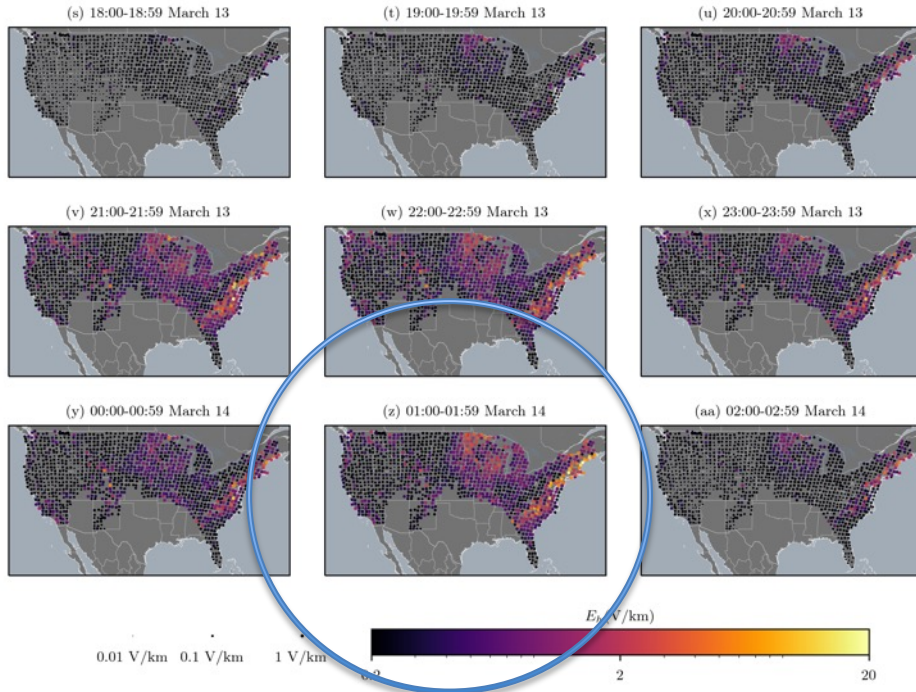 (s) 18:00-18:59 March 13
(t) 19:00-19:59 March 13
(u) 20:00-20:59 March 13
(v) 21:00-21:59 March 13
(w) 22:00-22:59 March 13
(x) 23:00-23:59 March 13
(y) 00:00-00:59 March 14
(z) 01:00-01:59 March 14
(aa) 02:00-02:59 March 14
0.01 V/km 0.1 V/km 1 V/km
(V/km)
2 20